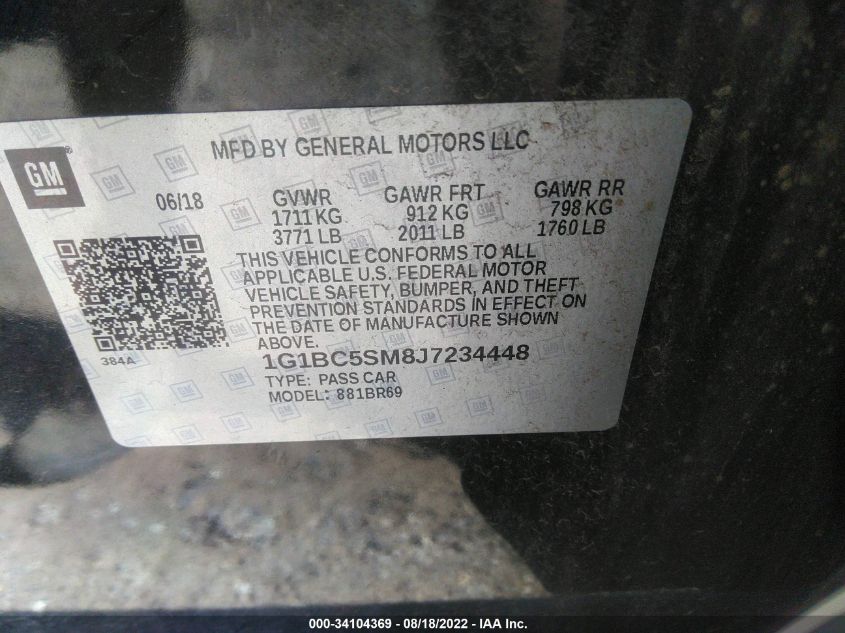 GM
MFD BY GENERAL MOTORS LLC
06/18
GVWR
1711 KG
3771 LB
GAWR FRT
912 KG
2011 LB
GAWR RR
798 KG
1760 LB
THIS VEHICLE CONFORMS TO ALL
APPLICABLE U.S. FEDERAL MOTOR
VEHICLE SAFETY, BUMPER, AND THEFT
PREVENTION STANDARDS IN EFFECT ON
THE DATE OF MANUFACTURE SHOWN
ABOVE.
384A
1G1BC5SM8J7234448
TYPE: PASS CAR
MODEL: 881BR69
000-34104369 - 08/18/2022 - IAA Inc.